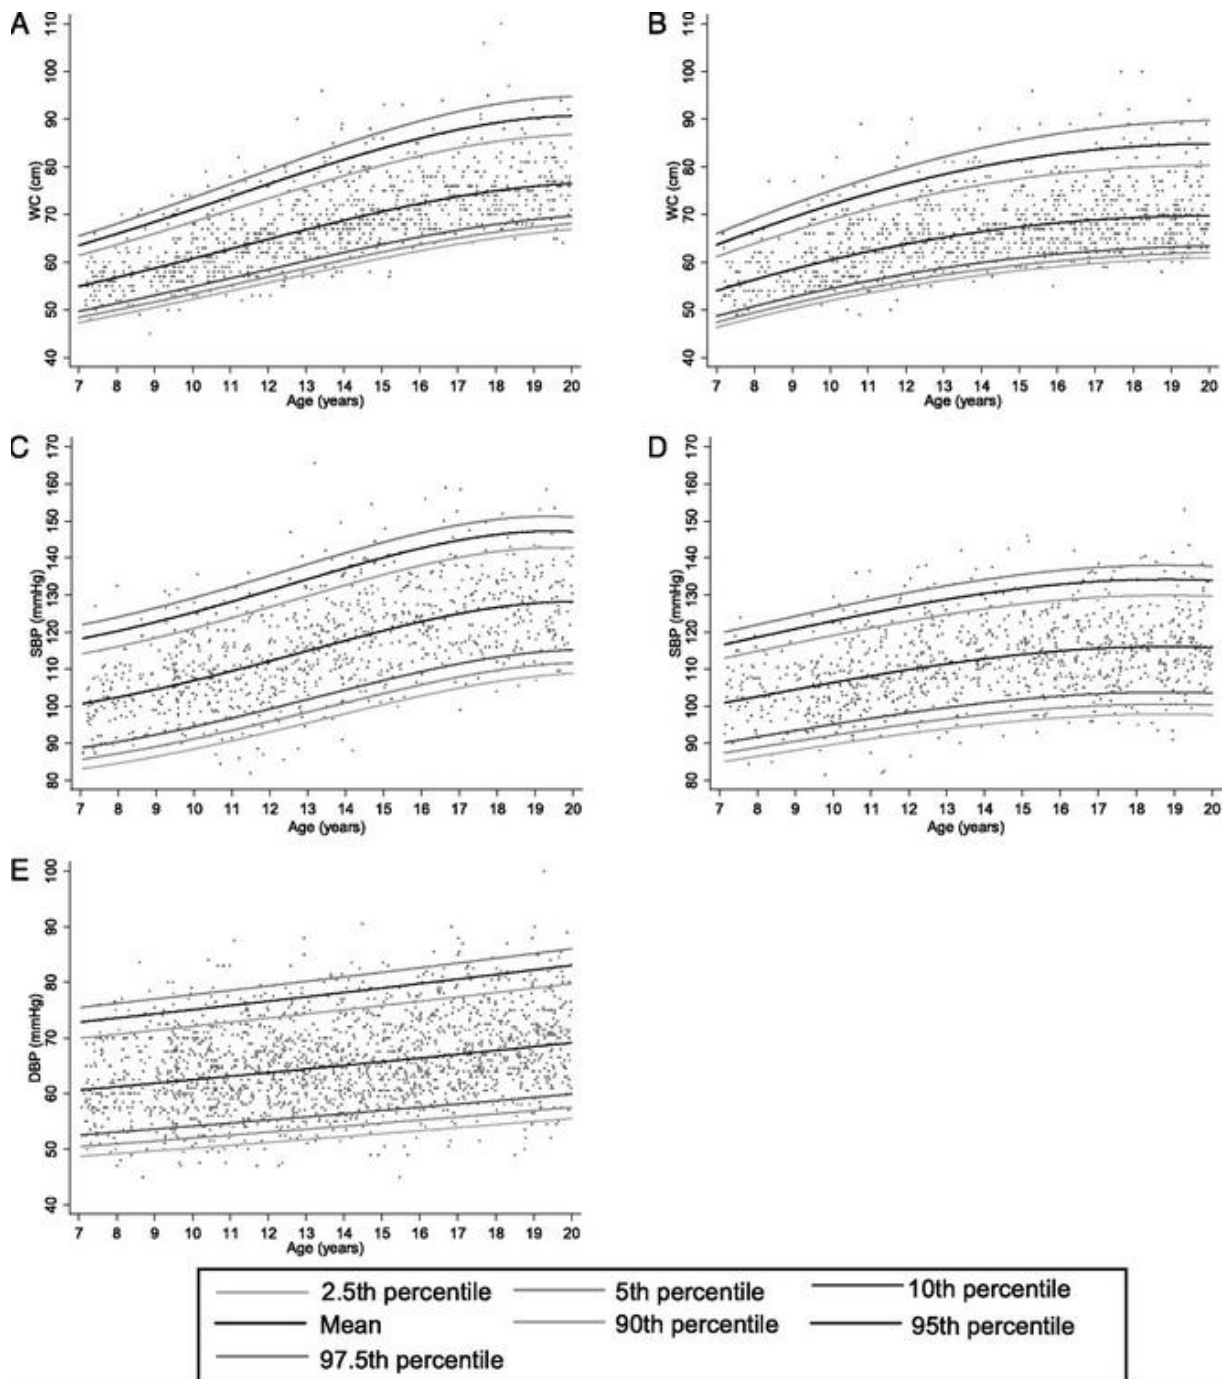 A
B
110
100
90
80
70
60
50
40
WC (cm)
7 8 9 10 11 12 13 14 15 16 17 18 19 20
Age (years)
110
100
90
80
70
60
50
40
WC (cm)
7 8 9 10 11 12 13 14 15 16 17 18 19 20
Age (years)
C
D
170
160
150
140
130
120
110
100
90
80
SBP (mmHg)
7 8 9 10 11 12 13 14 15 16 17 18 19 20
Age (years)
170
160
150
140
130
120
110
100
90
80
SBP (mmHg)
7 8 9 10 11 12 13 14 15 16 17 18 19 20
Age (years)
E
100
90
80
70
60
50
40
DBP (mmHg)
7 8 9 10 11 12 13 14 15 16 17 18 19 20
Age (years)
2.5th percentile 5th percentile 10th percentile
Mean 90th percentile 95th percentile
97.5th percentile